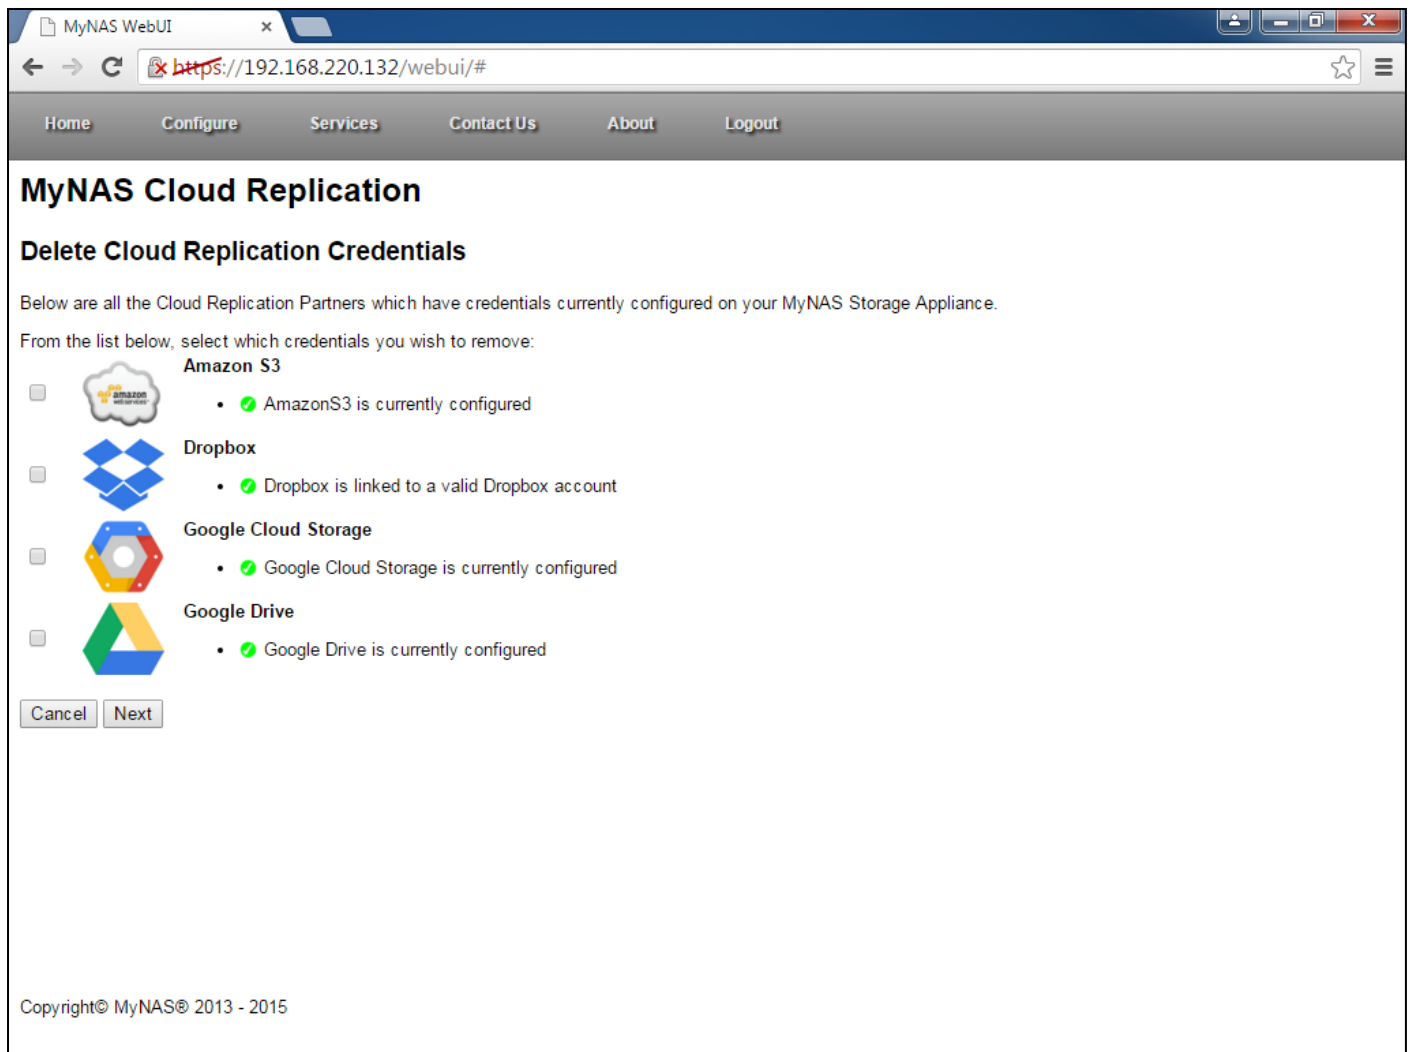 MyNAS WebUI
https://192.168.220.132/webui/#
Home Configure Services Contact Us About Logout
MyNAS Cloud Replication
Delete Cloud Replication Credentials
Below are all the Cloud Replication Partners which have credentials currently configured on your MyNAS Storage Appliance.
From the list below, select which credentials you wish to remove:
Amazon S3
amazon
web services
AmazonS3 is currently configured
Dropbox
Dropbox is linked to a valid Dropbox account
Google Cloud Storage
Google Cloud Storage is currently configured
Google Drive
Google Drive is currently configured
Cancel Next
Copyright© MyNAS® 2013 - 2015